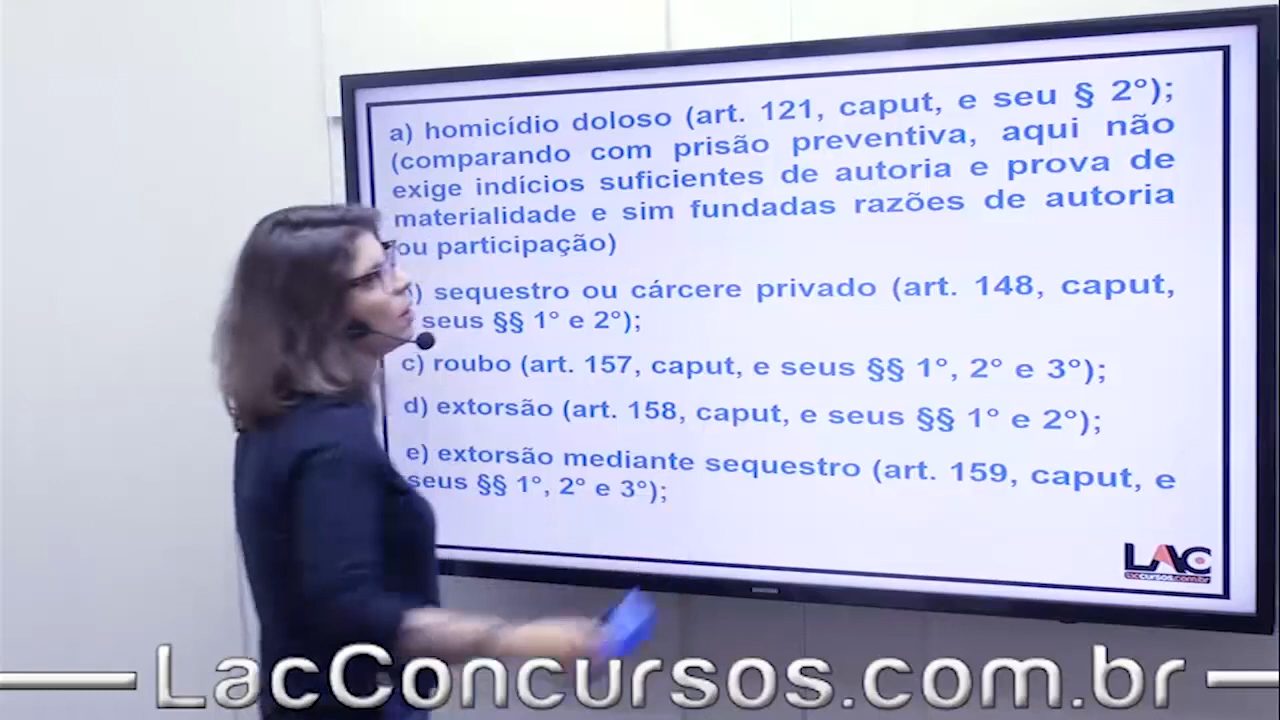 a) homicídio doloso (art. 121, caput, e seu § 2°);
(comparando com prisão preventiva, aqui não
exige indícios suficientes de autoria e prova de
materialidade e sim fundadas razões de autoria
ou participação)
) sequestro ou cárcere privado (art. 148, caput,
seus §§ 1° e 2°);
c) roubo (art. 157, caput, e seus §§ 1°, 2° e 3°);
d) extorsão (art. 158, caput, e seus §§ 1° e 2°);
e) extorsão mediante sequestro (art. 159, caput, e
seus §§ 1°, 2° e 3°);
LAC
laccursos.com.br
LacConcursos.com.br